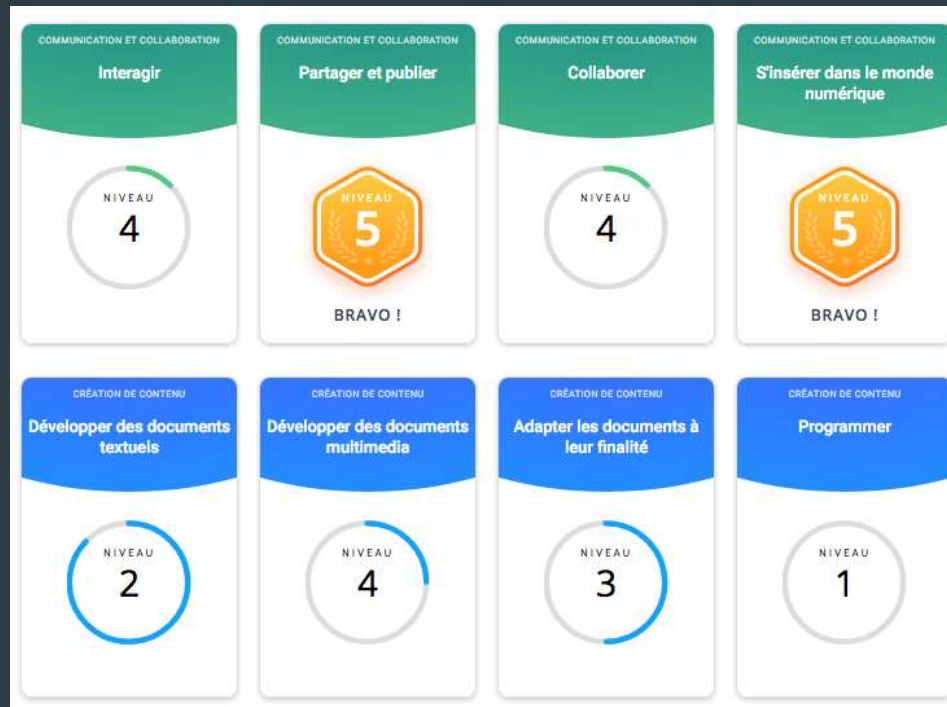 COMMUNICATION ET COLLABORATION
Interagir
NIVEAU
4
COMMUNICATION ET COLLABORATION
Partager et publier
NIVEAU
5
BRAVO !
COMMUNICATION ET COLLABORATION
Collaborer
NIVEAU
4
COMMUNICATION ET COLLABORATION
S'insérer dans le monde
numérique
NIVEAU
5
BRAVO !
CRÉATION DE CONTENU
Développer des documents
textuels
NIVEAU
2
CRÉATION DE CONTENU
Développer des documents
multimedia
NIVEAU
4
CRÉATION DE CONTENU
Adapter les documents à
leur finalité
NIVEAU
3
CRÉATION DE CONTENU
Programmer
NIVEAU
1